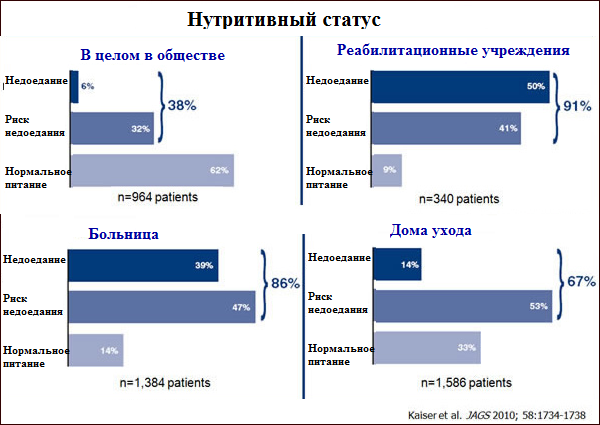 Нутритивный статус
В целом в обществе
Недоедание
6%
Риск
недоедания
32%
38%
Нормальное
питание
62%
n=964 patients
Реабилитационные учреждения
Недоедание
50%
Риск
недоедания
41%
91%
Нормальное
питание
9%
n=340 patients
Больница
Недоедание
39%
Риск
недоедания
47%
86%
Нормальное
питание
14%
n=1,384 patients
Дома ухода
Недоедание
14%
Риск
недоедания
53%
67%
Нормальное
питание
33%
n=1,586 patients
Kaiser et al. JAGS 2010; 58:1734-1738